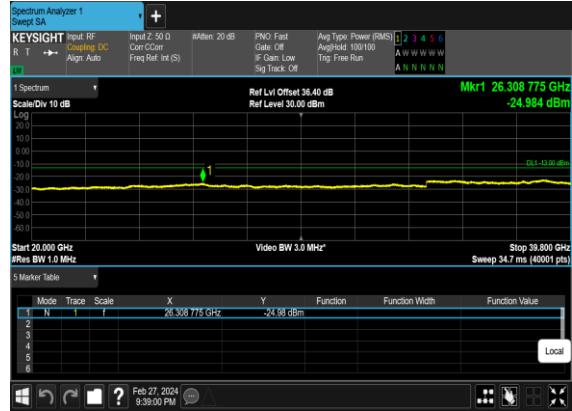 Spectrum Analyzer 1
Swept SA
KEYSIGHT
R T
LW
Input: RF
Coupling: DC
Align: Auto
Input Z: 50 Ω
Corr CCorr
Freq Ref: Int (S)
#Atten: 20 dB
PNO: Fast
Gate: Off
IF Gain: Low
Sig Track: Off
Avg Type: Power (RMS)
Avg|Hold: 100/100
Trig: Free Run
1 2 3 4 5 6
A W W W W W
A N N N N N
1 Spectrum
Scale/Div 10 dB
Ref Lvl Offset 36.40 dB
Ref Level 30.00 dBm
Mkr1 26.308 775 GHz
-24.984 dBm
Log
20.0
10.0
0.00
-10.0
-20.0
-30.0
-40.0
-50.0
-60.0
1
DL1 -13.00 dBm
Start 20.000 GHz
#Res BW 1.0 MHz
Video BW 3.0 MHz*
Stop 39.800 GHz
Sweep 34.7 ms (40001 pts)
5 Marker Table
Mode Trace Scale X Y Function Function Width Function Value
1 N 1 f 26.308 775 GHz -24.98 dBm
2
3
4
5
6
Local
?
Feb 27, 2024
9:39:00 PM